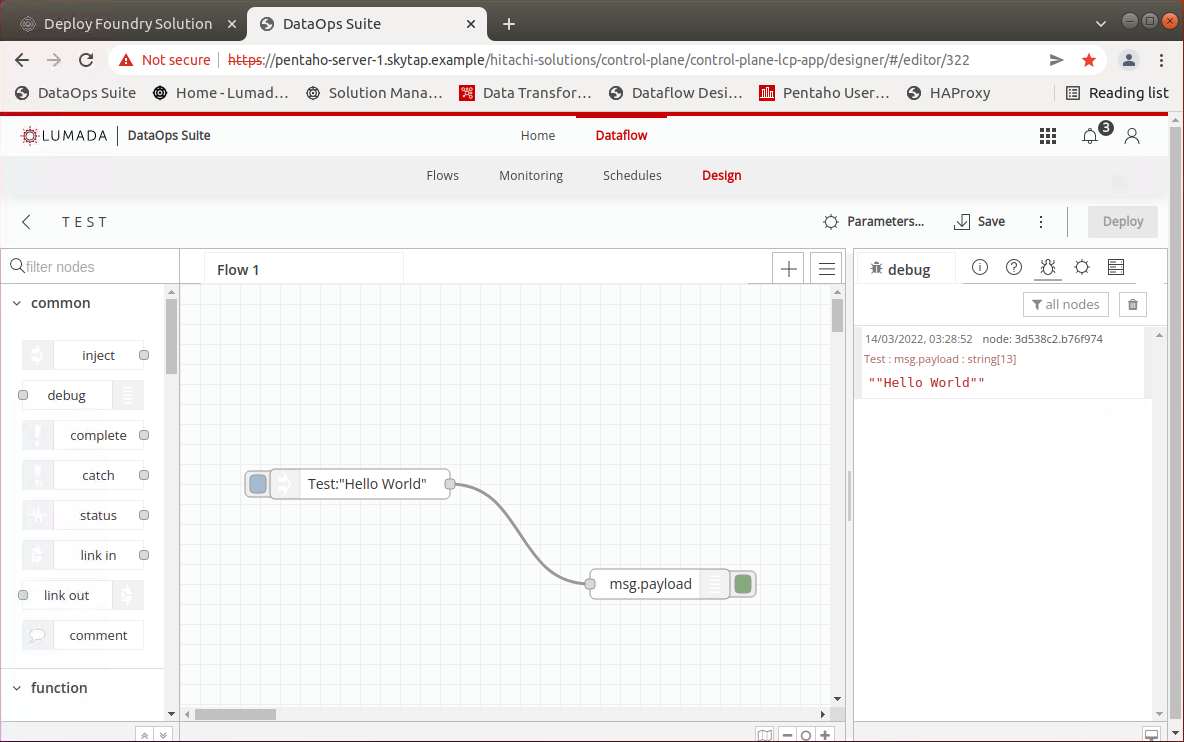 Deploy Foundry Solution
DataOps Suite
Not secure https://pentaho-server-1.skytap.example/hitachi-solutions/control-plane/control-plane-lcp-app/designer/#/editor/322
DataOps Suite Home - Lumad... Solution Mana... Data Transfor... Dataflow Desi... Pentaho User... HAProxy Reading list
LUMADA DataOps Suite Home Dataflow 3
Flows Monitoring Schedules Design
TEST Parameters... Save Deploy
filter nodes Flow 1 debug
common
all nodes
inject
debug
complete
catch
status
link in
link out
comment
function
Test:"Hello World"
msg.payload
14/03/2022, 03:28:52 node: 3d538c2.b76f974
Test : msg.payload : string[13]
""Hello World""